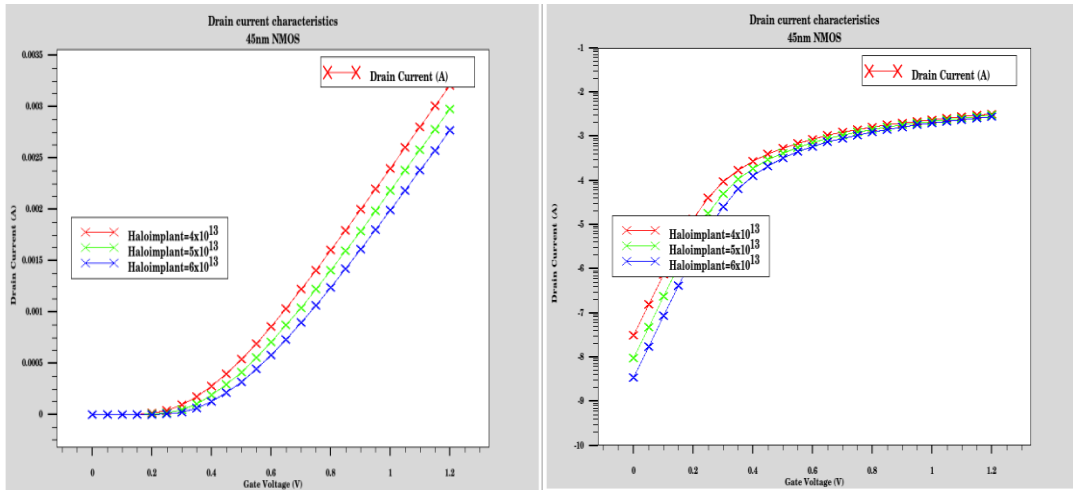 Drain current characteristics
45nm NMOS
Drain Current (A)
0.0035
0.003
0.0025
0.002
0.0015
0.001
0.0005
0
Haloimplant=4x10^13
Haloimplant=5x10^13
Haloimplant=6x10^13
Drain Current (A)
0 0.2 0.4 0.6 0.8 1 1.2
Gate Voltage (V)
Drain current characteristics
45nm NMOS
Drain Current (A)
-1
-2
-3
-4
-5
-6
-7
-8
-9
-10
Haloimplant=4x10^13
Haloimplant=5x10^13
Haloimplant=6x10^13
Drain Current (A)
0 0.2 0.4 0.6 0.8 1 1.2
Gate Voltage (V)